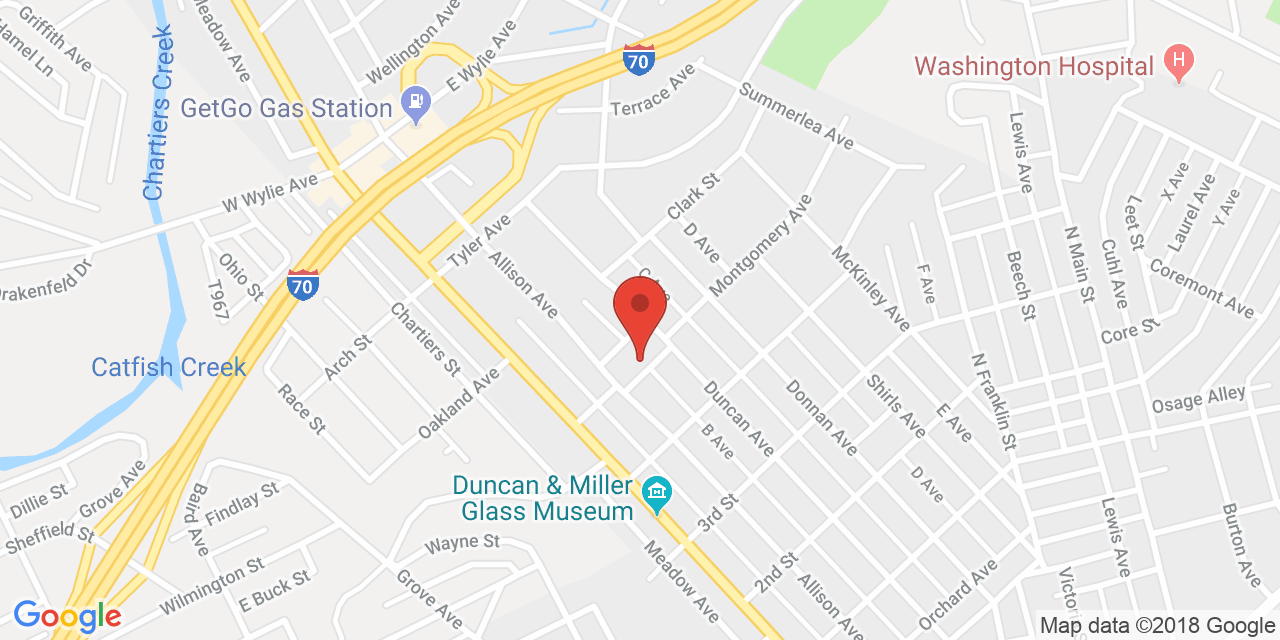 Griffith Ave
Hamel Ln
Meadow Ave
Chartiers Creek
Wellington Ave
E Wylie Ave
GetGo Gas Station
70
Terrace Ave
Summerlea Ave
Washington Hospital
H
Lewis Ave
X Ave
Laurel Ave
Y Ave
Leet St
W Wylie Ave
Clark St
D Ave
Montgomery Ave
McKinley Ave
Tyler Ave
Allison Ave
N Main St
Cuhl Ave
Coremont Ave
Core St
Beech St
F Ave
Drakenfeld Dr
Ohio St
T967
70
Catfish Creek
Arch St
Chartiers St
Race St
Oakland Ave
Duncan Ave
B Ave
Donnan Ave
Shirls Ave
E Ave
D Ave
N Franklin St
Osage Alley
Duncan & Miller
Glass Museum
3rd St
2nd St
Dillie St
Grove Ave
Sheffield St
Baird Ave
Findlay St
Wayne St
Wilmington St
E Buck St
Grove Ave
Meadow Ave
Allison Ave
Orchard Ave
Lewis Ave
Burton Ave
Google
Map data ©2018 Google